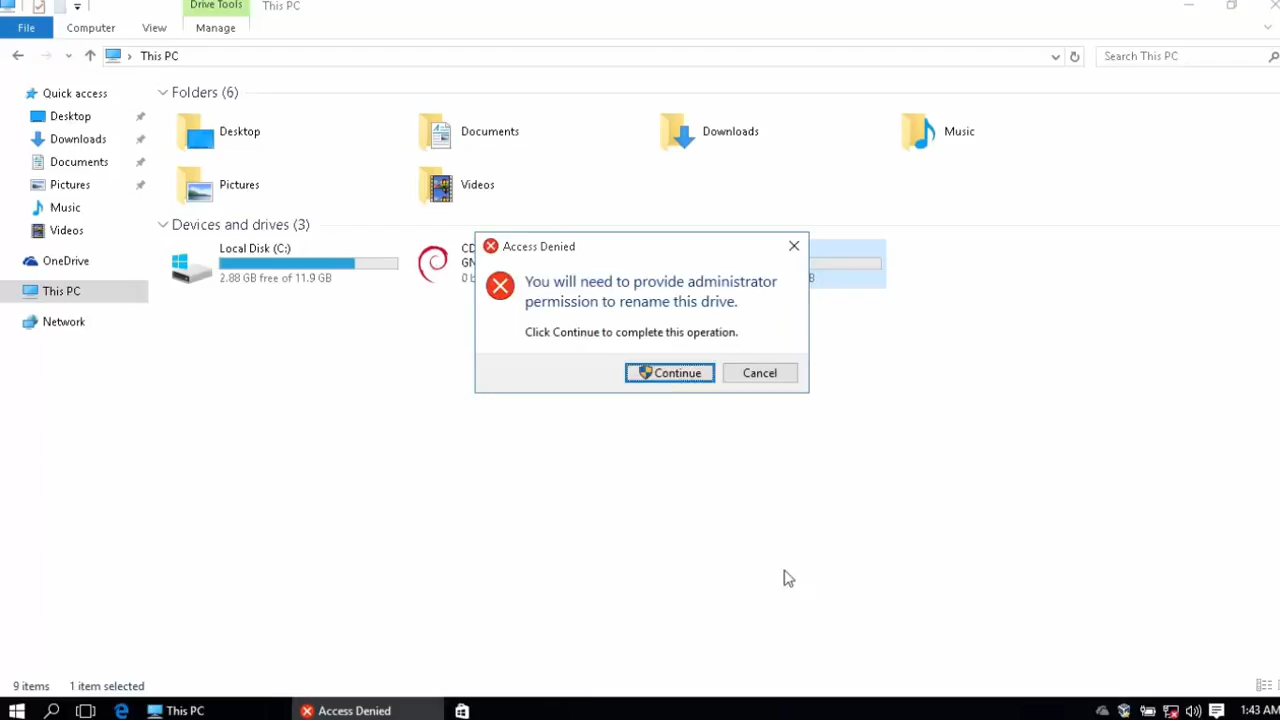 Drive Tools
This PC
File
Computer
View
Manage
This PC
Search This PC
Quick access
Desktop
Downloads
Documents
Pictures
Music
Videos
OneDrive
This PC
Network
Folders (6)
Desktop
Documents
Downloads
Music
Pictures
Videos
Devices and drives (3)
Local Disk (C:)
2.88 GB free of 11.9 GB
CD
GN
0 b
B
Access Denied
You will need to provide administrator
permission to rename this drive.
Click Continue to complete this operation.
Continue
Cancel
9 items
1 item selected
This PC
Access Denied
1:43 AM